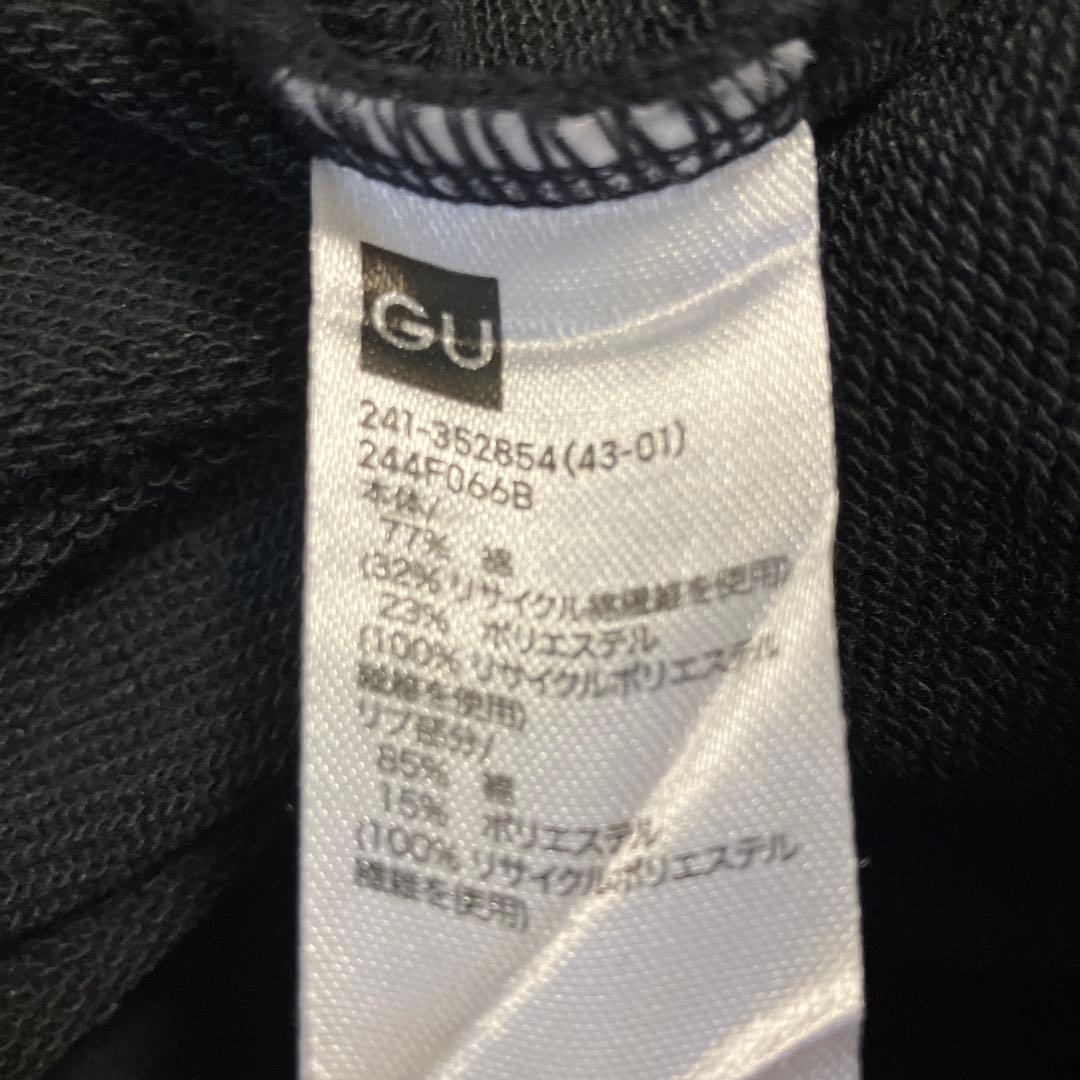 GU
241-352854(43-01)
244F066B
本体/
77% 綿
(32% リサイクル綿繊維を使用)
23% ポリエステル
(100% リサイクルポリエステル
繊維を使用)
リブ部分/
85% 綿
15% ポリエステル
(100% リサイクルポリエステル
繊維を使用)